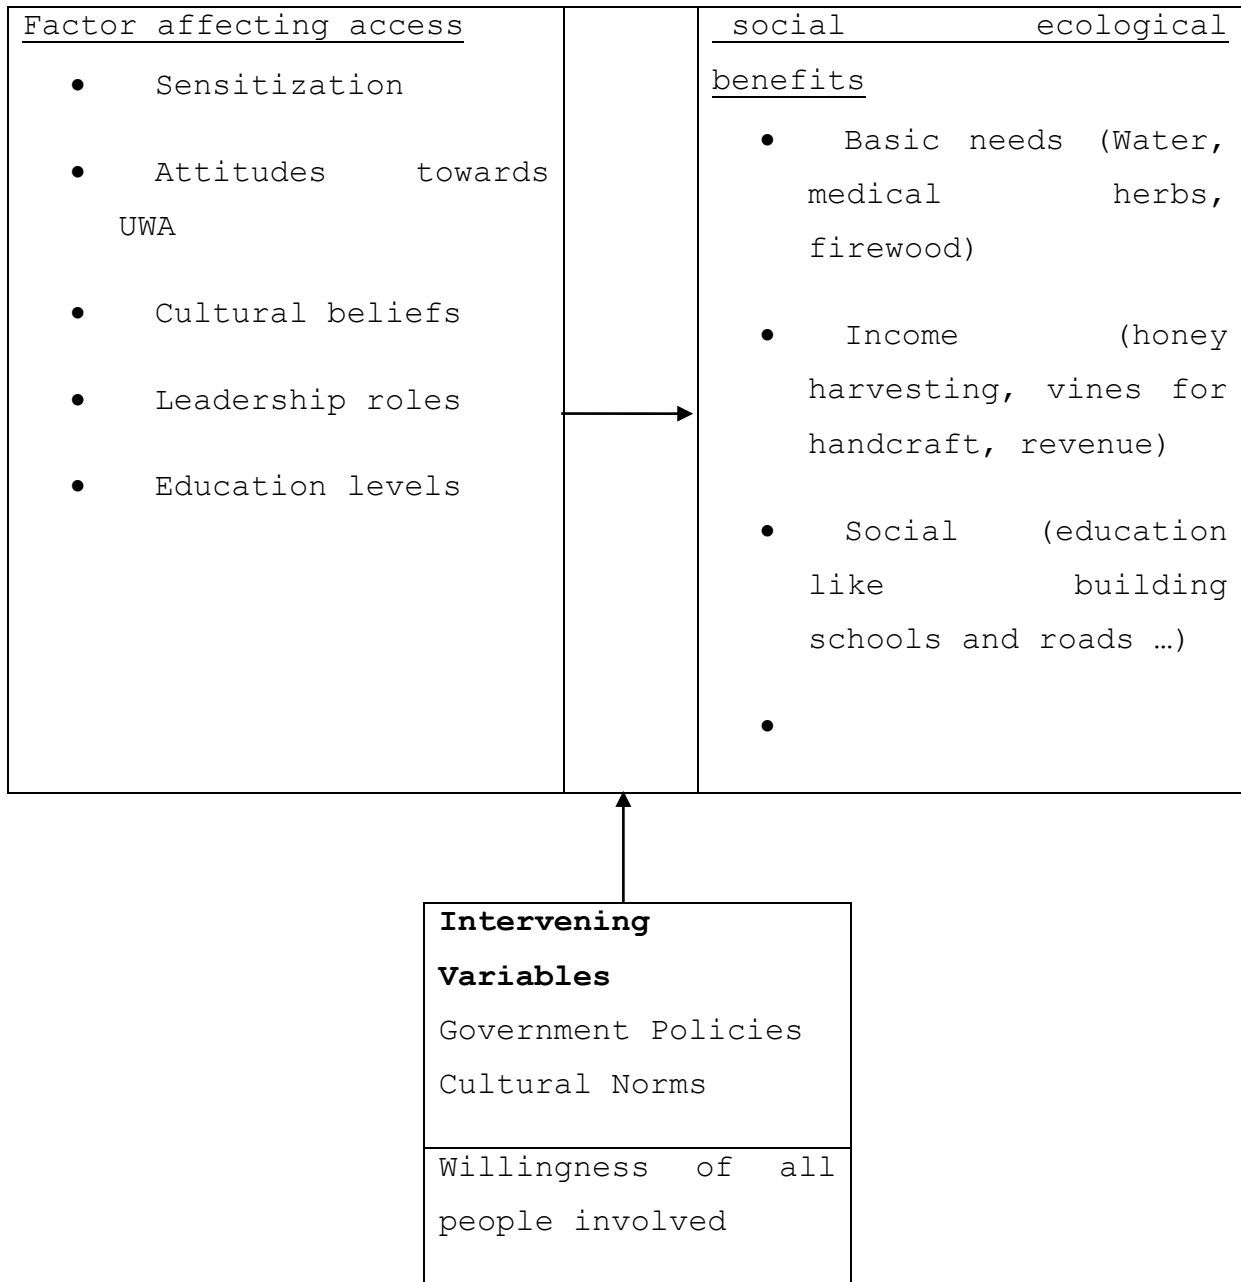 Factor affecting access
• Sensitization
• Attitudes towards
UWA
• Cultural beliefs
• Leadership roles
• Education levels
social ecological
benefits
• Basic needs (Water,
medical herbs,
firewood)
• Income (honey
harvesting, vines for
handcraft, revenue)
• Social (education
like building
schools and roads …)
•
Intervening
Variables
Government Policies
Cultural Norms
Willingness of all
people involved